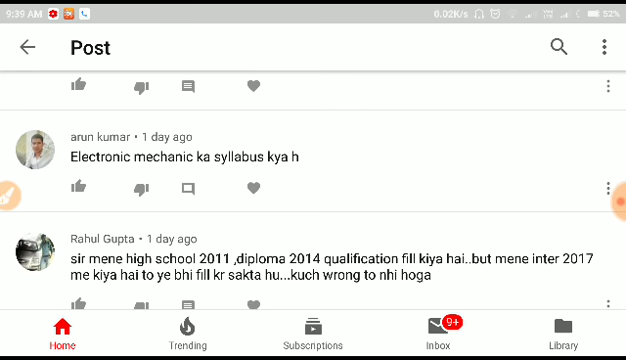 9:39 AM
0.02K/s
52%
Post
arun kumar • 1 day ago
Electronic mechanic ka syllabus kya h
Rahul Gupta • 1 day ago
sir mene high school 2011 ,diploma 2014 qualification fill kiya hai..but mene inter 2017
me kiya hai to ye bhi fill kr sakta hu...kuch wrong to nhi hoga
9+
Home
Trending
Subscriptions
Inbox
Library